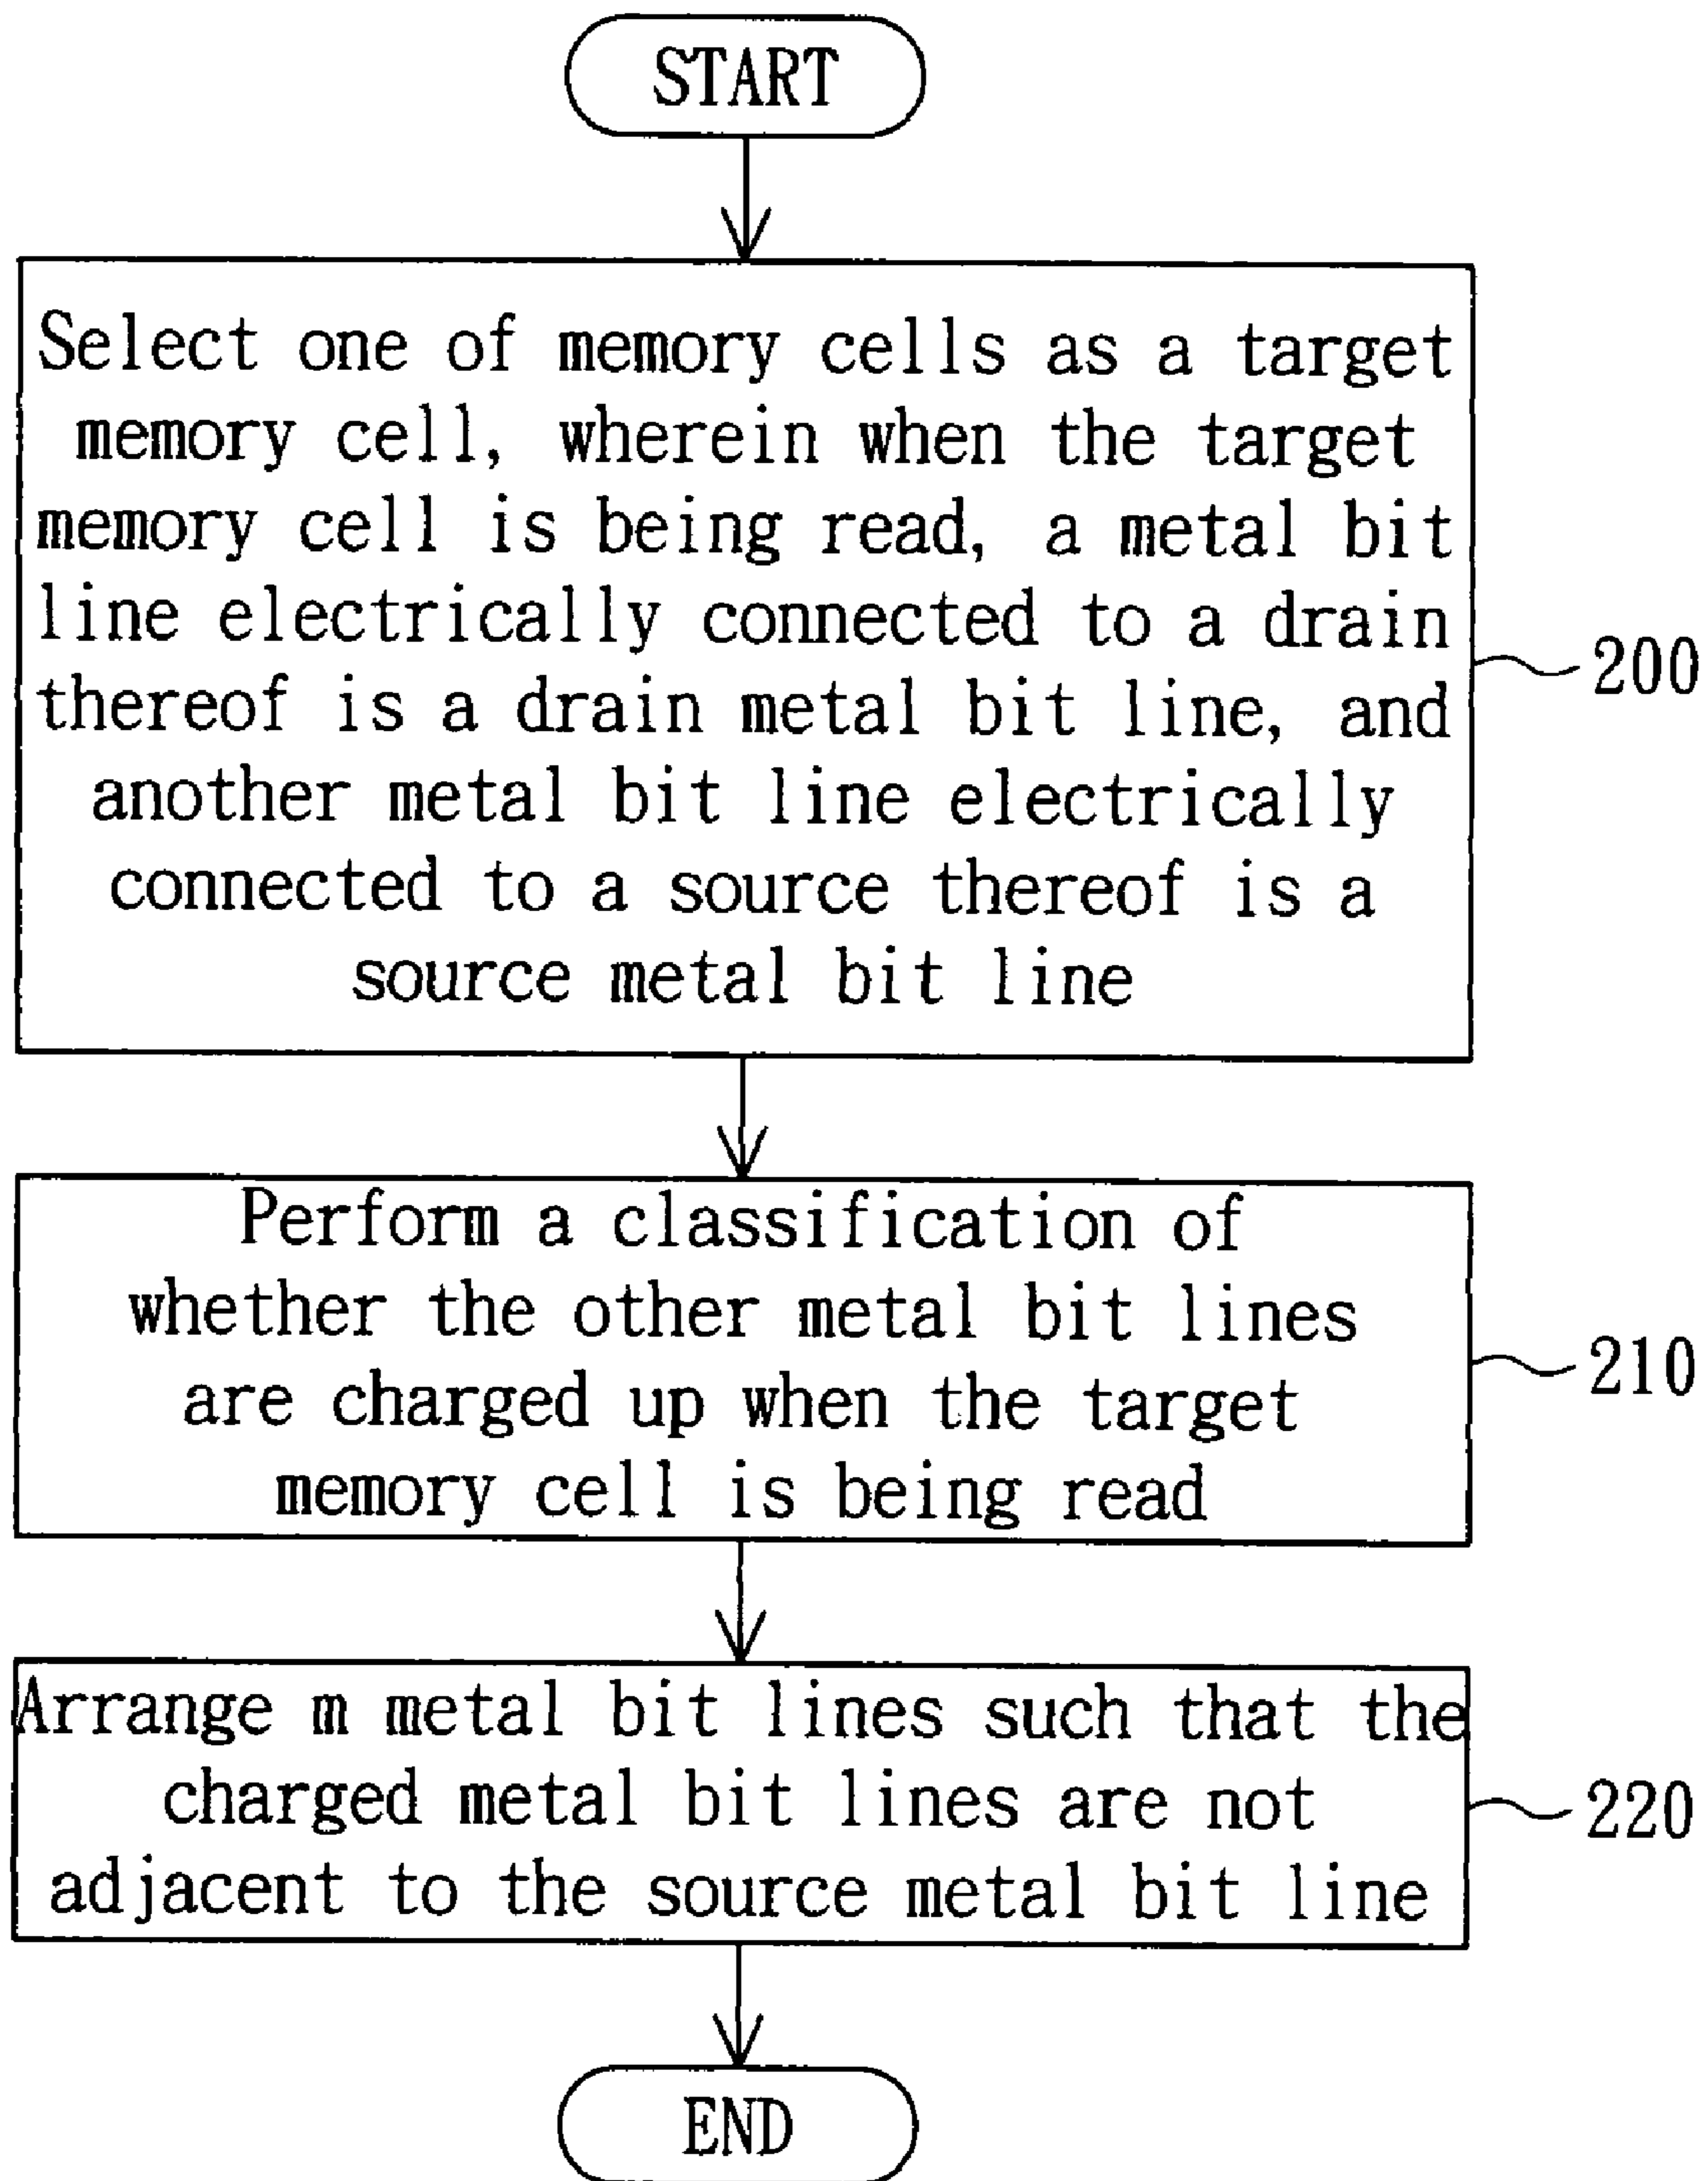 START
Select one of memory cells as a target
memory cell, wherein when the target
memory cell is being read, a metal bit
line electrically connected to a drain
thereof is a drain metal bit line, and
another metal bit line electrically
connected to a source thereof is a
source metal bit line
200
Perform a classification of
whether the other metal bit lines
are charged up when the target
memory cell is being read
210
Arrange m metal bit lines such that the
charged metal bit lines are not
adjacent to the source metal bit line
220
END